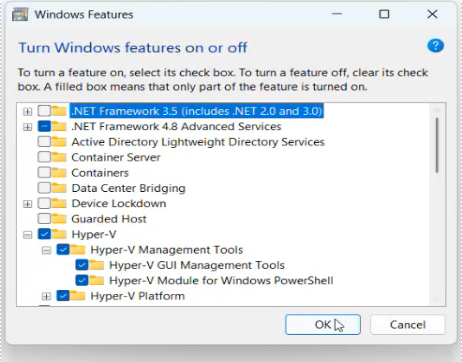 Windows Features
Turn Windows features on or off
To turn a feature on, select its check box. To turn a feature off, clear its check
box. A filled box means that only part of the feature is turned on.
.NET Framework 3.5 (includes .NET 2.0 and 3.0)
.NET Framework 4.8 Advanced Services
Active Directory Lightweight Directory Services
Container Server
Containers
Data Center Bridging
Device Lockdown
Guarded Host
Hyper-V
Hyper-V Management Tools
Hyper-V GUI Management Tools
Hyper-V Module for Windows PowerShell
Hyper-V Platform
OK Cancel